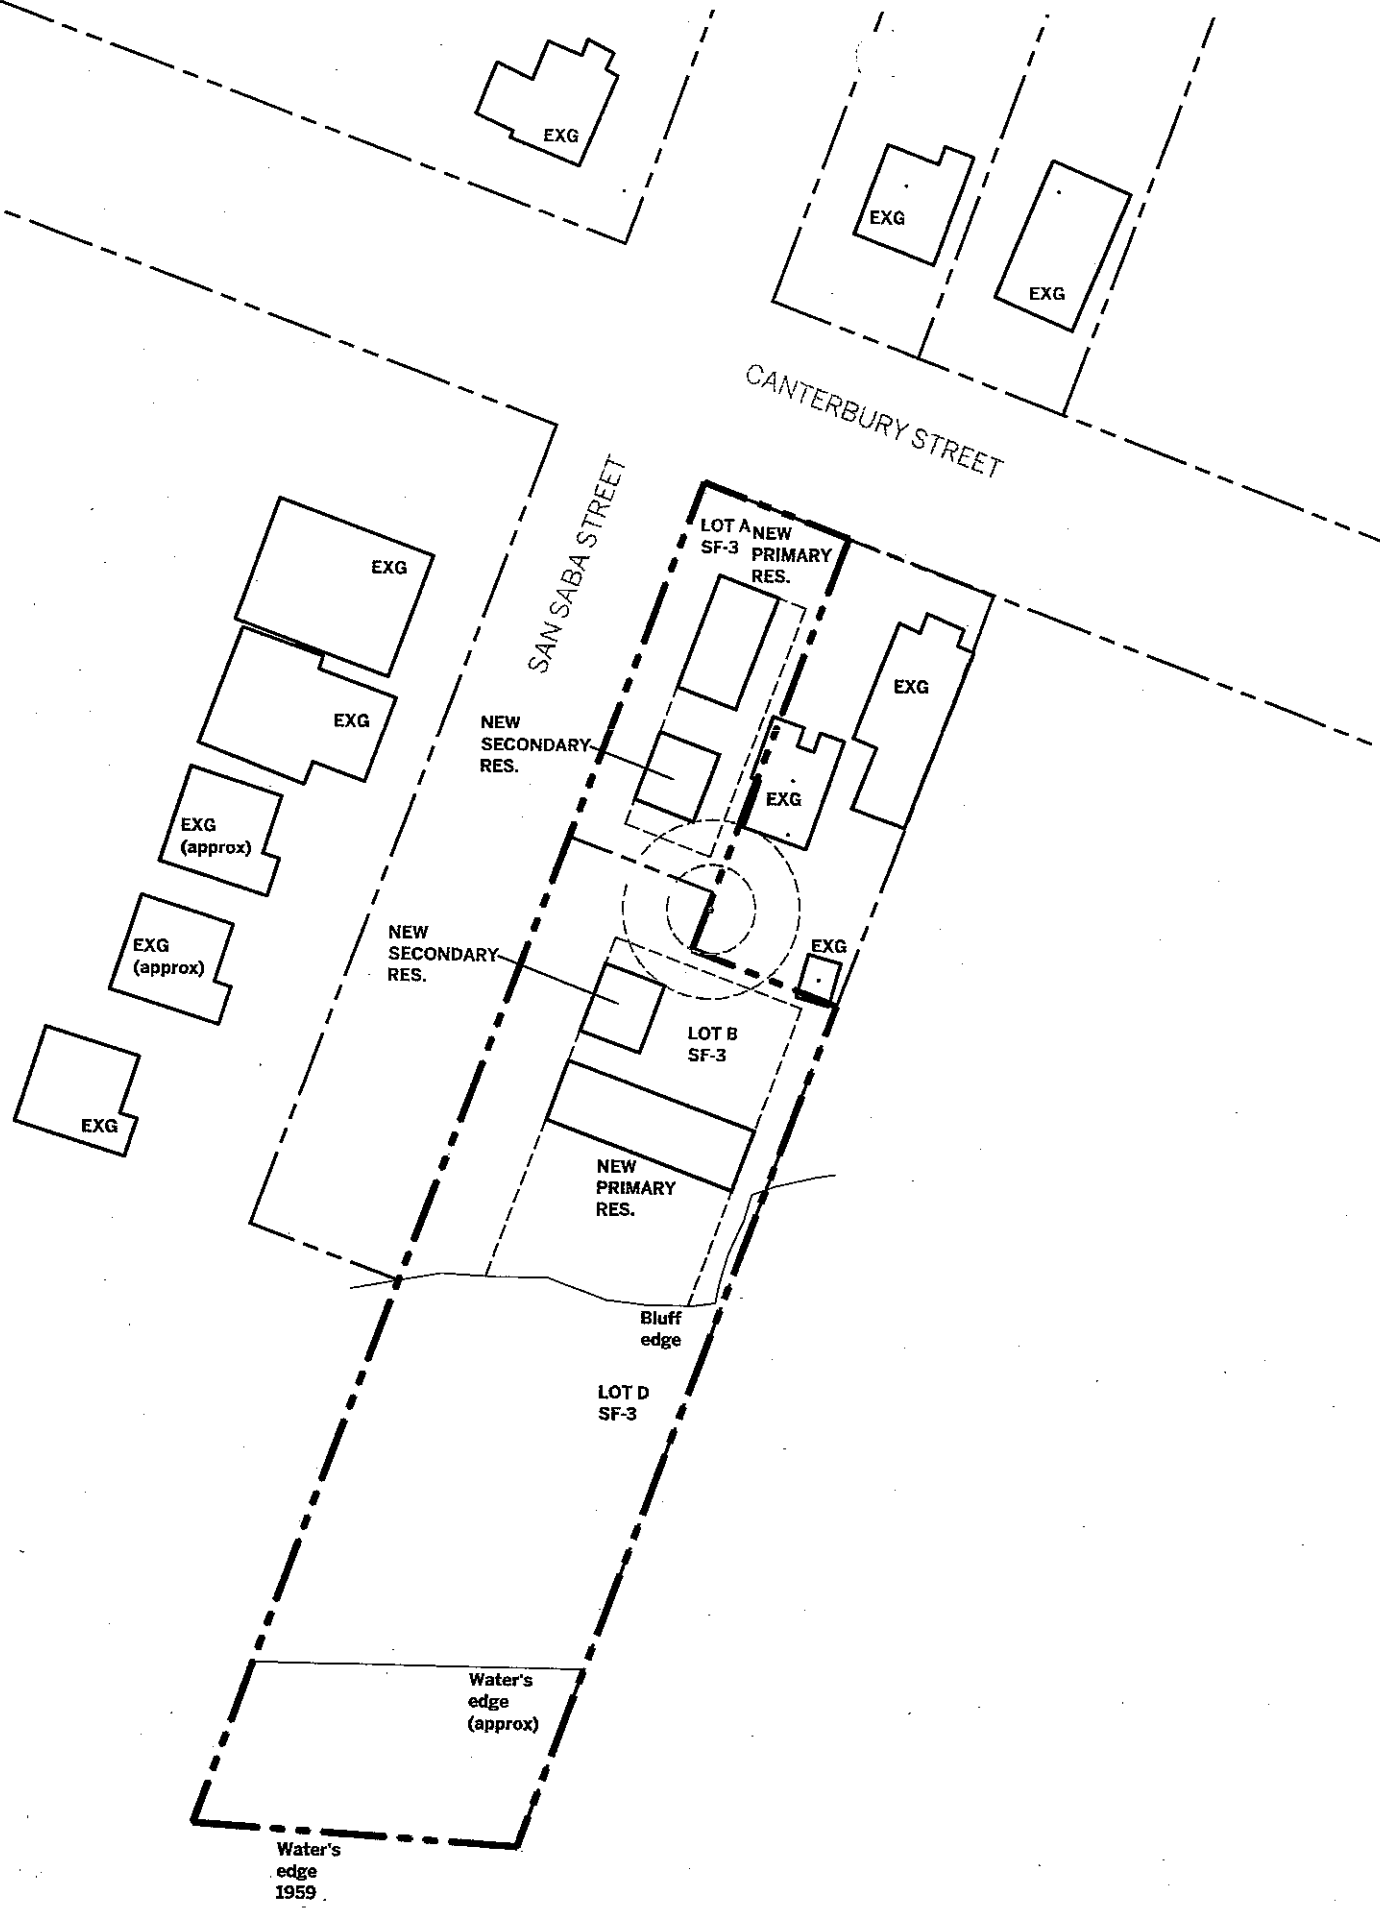 EXG
EXG
EXG
CANTERBURY STREET
SAN SABA STREET
LOT A
SF-3
NEW
PRIMARY
RES.
EXG
EXG
EXG
NEW
SECONDARY
RES.
EXG
EXG
(approx)
EXG
NEW
SECONDARY
RES.
EXG
(approx)
EXG
LOT B
SF-3
EXG
NEW
PRIMARY
RES.
Bluff
edge
LOT D
SF-3
Water's
edge
(approx)
Water's
edge
1959